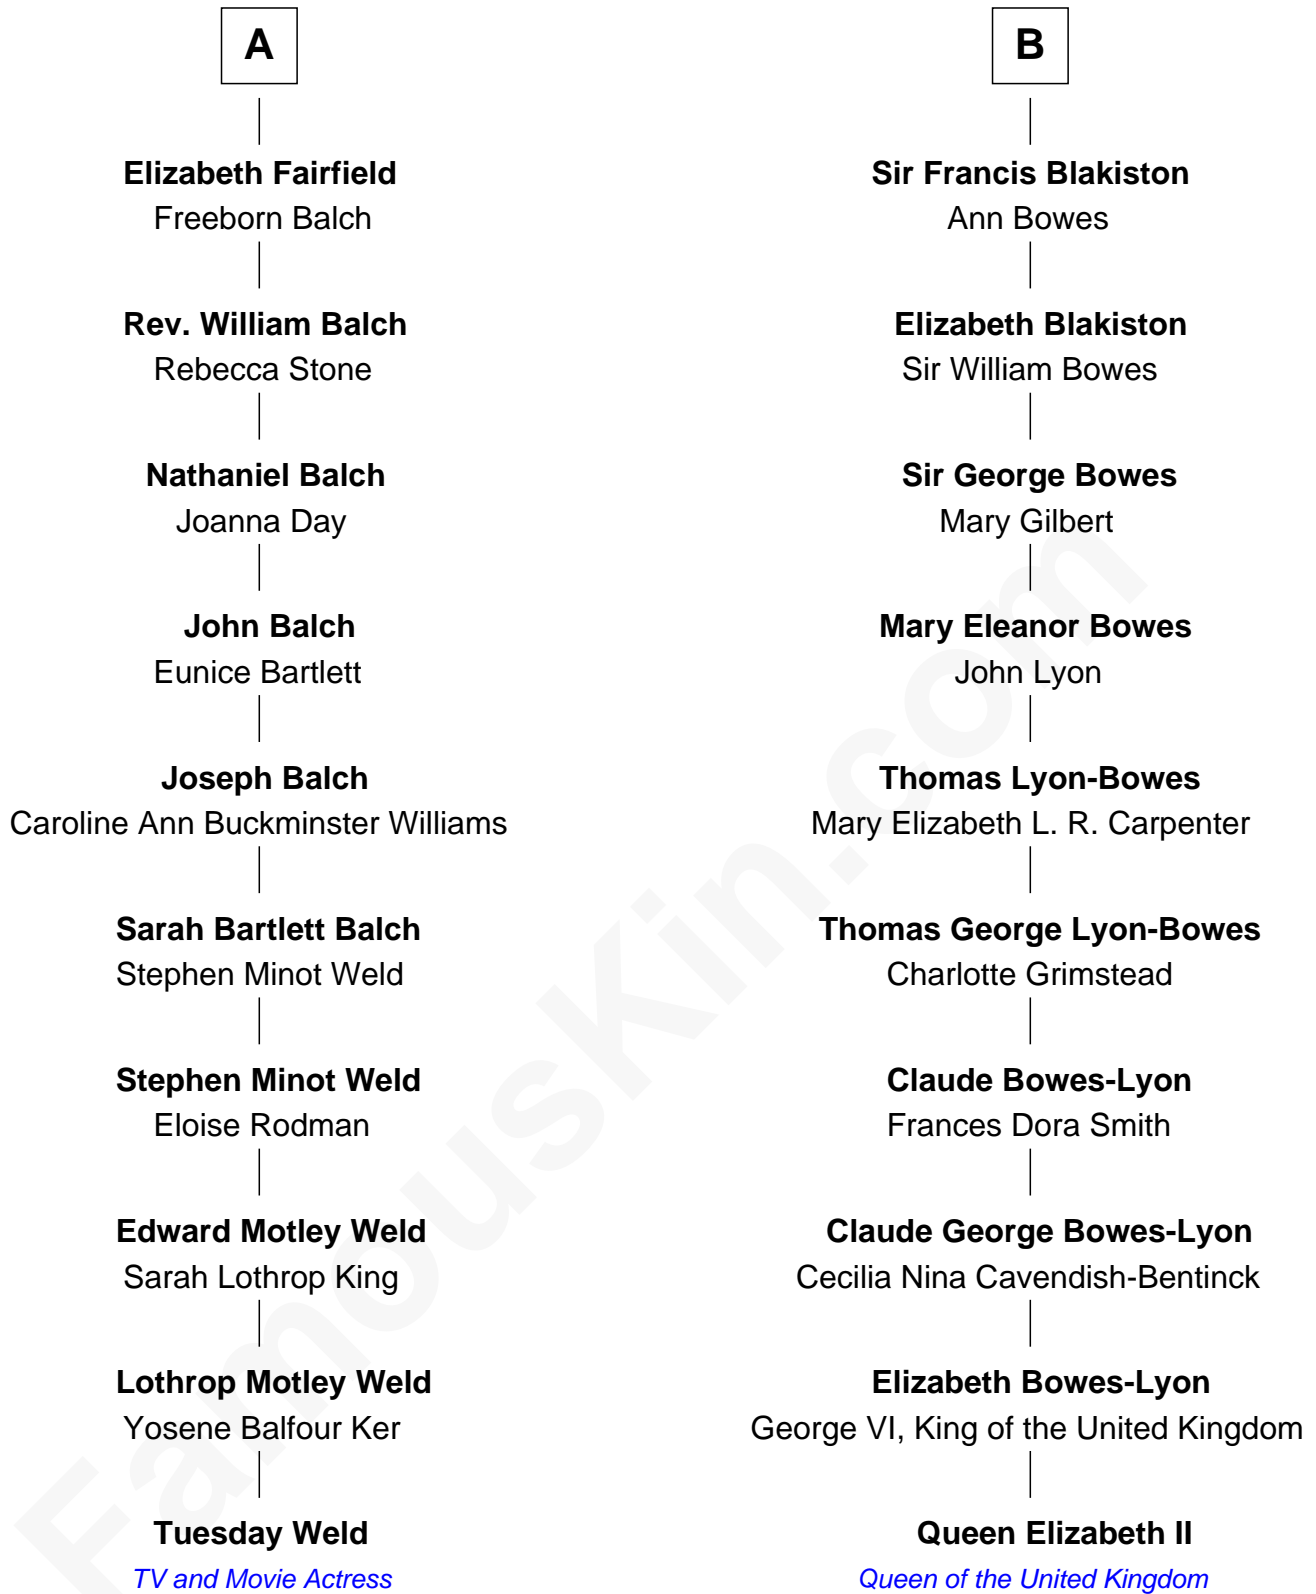 A
Elizabeth Fairfield
Freeborn Balch
Rev. William Balch
Rebecca Stone
Nathaniel Balch
Joanna Day
John Balch
Eunice Bartlett
Joseph Balch
Caroline Ann Buckminster Williams
Sarah Bartlett Balch
Stephen Minot Weld
Stephen Minot Weld
Eloise Rodman
Edward Motley Weld
Sarah Lothrop King
Lothrop Motley Weld
Yosene Balfour Ker
Tuesday Weld
TV and Movie Actress
B
Sir Francis Blakiston
Ann Bowes
Elizabeth Blakiston
Sir William Bowes
Sir George Bowes
Mary Gilbert
Mary Eleanor Bowes
John Lyon
Thomas Lyon-Bowes
Mary Elizabeth L. R. Carpenter
Thomas George Lyon-Bowes
Charlotte Grimstead
Claude Bowes-Lyon
Frances Dora Smith
Claude George Bowes-Lyon
Cecilia Nina Cavendish-Bentinck
Elizabeth Bowes-Lyon
George VI, King of the United Kingdom
Queen Elizabeth II
Queen of the United Kingdom
FamousKin.com